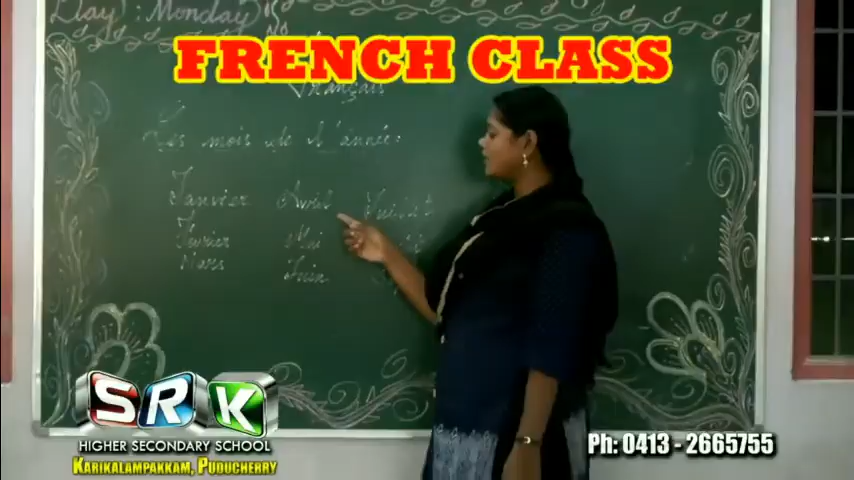 Day : Monday
FRENCH CLASS
Français
Les mois de l'année:
Janvier Avril Juillet
Février Mai
Mars Juin
SRK
HIGHER SECONDARY SCHOOL
KARIKALAMPAKKAM, PUDUCHERRY
Ph: 0413 - 2665755